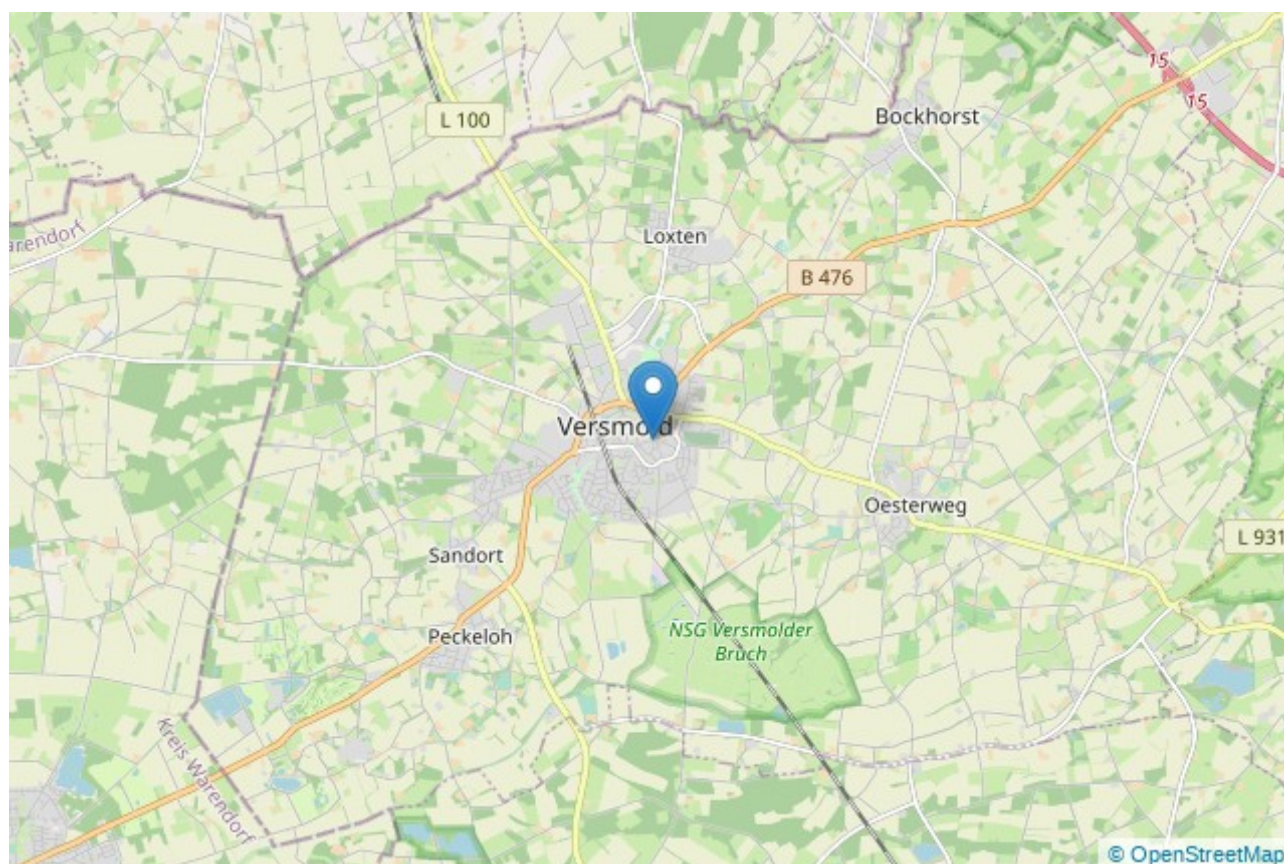 15
15
L 100
Bockhorst
arendorf
Loxten
B 476
Versmold
Oesterweg
L 931
Sandort
Peckeloh
NSG Versmolder
Bruch
Kreis Warendorf
© OpenStreetMap